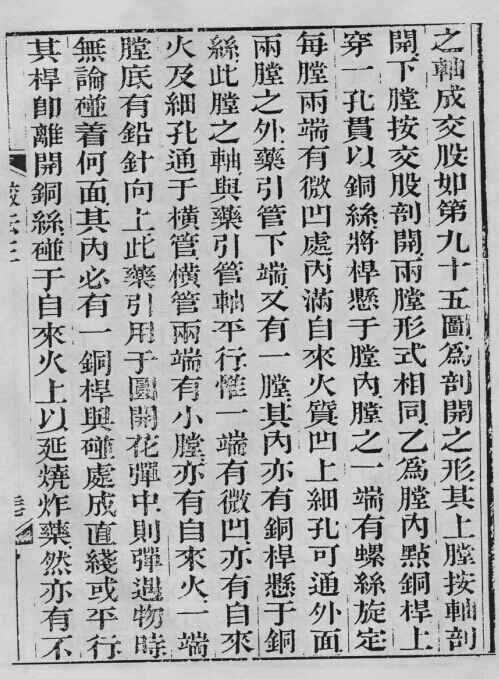 之軸成交股如第九十五圖爲剖開之形其上膛按軸剖
開下膛按交股剖開兩膛形式相同乙爲膛內點銅桿上
穿一孔貫以銅絲將桿懸于膛內膛之一端有螺絲旋定
每膛兩端有微凹處內滿自來火質凹上細孔可通外面
兩膛之外藥引管下端又有一膛其內亦有銅桿懸于銅
絲此膛之軸與藥引管軸平行惟一端有微凹亦有自來
火及細孔通于橫管橫管兩端有小膛亦有自來火一端
膛底有鉛針向上此藥引用于圓開花彈中則彈遇物時
無論碰着何面其內必有一銅桿與碰處成直綫或平行
其桿卽離開銅絲碰于自來火上以延燒炸藥然亦有不